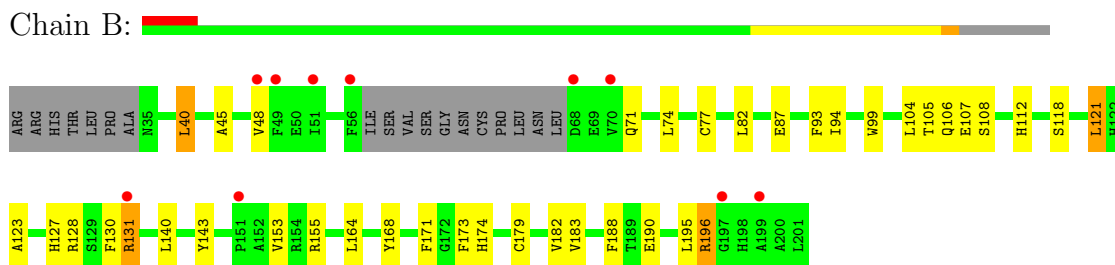 Chain B:
ARG ARG HIS THR LEU PRO ALA N35 L40 A45 V48 F49 E50 I51 F56 ILE SER VAL SER GLY ASN CYS PRO LEU ASN LEU D68 E69 V70 Q71 L74 C77 L82 E87 F93 I94 W99 L104 T105 Q106 E107 S108 H112 S118 L121 H122
A123 H127 R128 S129 F130 R131 L140 Y143 P151 A152 V153 R154 R155 L164 Y168 F171 G172 F173 H174 C179 V182 V183 F188 T189 E190 L195 R196 G197 H198 A199 A200 L201